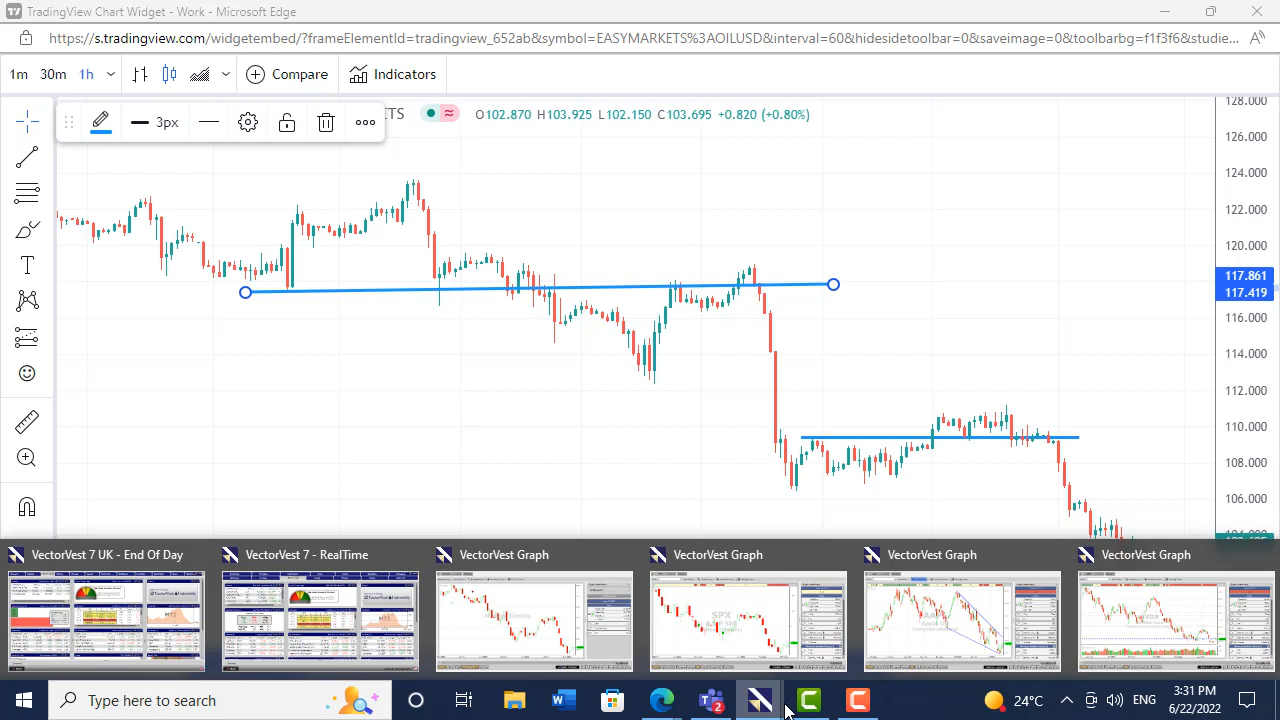 TradingView Chart Widget - Work - Microsoft Edge
https://s.tradingview.com/widgetembed/?frameElementId=tradingview_652ab&symbol=EASYMARKETS%3AOILUSD&interval=60&hidesidetoolbar=0&saveimage=0&toolbarbg=f1f3f6&studie...
1m 30m 1h Compare Indicators
3px
ETS O102.870 H103.925 L102.150 C103.695 +0.820 (+0.80%)
128.000
126.000
124.000
122.000
120.000
117.861
117.419
116.000
114.000
112.000
110.000
108.000
106.000
VectorVest 7 UK - End Of Day
VectorVest 7 - RealTime
VectorVest Graph
VectorVest Graph
VectorVest Graph
VectorVest Graph
SPX
Type here to search
2
24°C
ENG
3:31 PM
6/22/2022